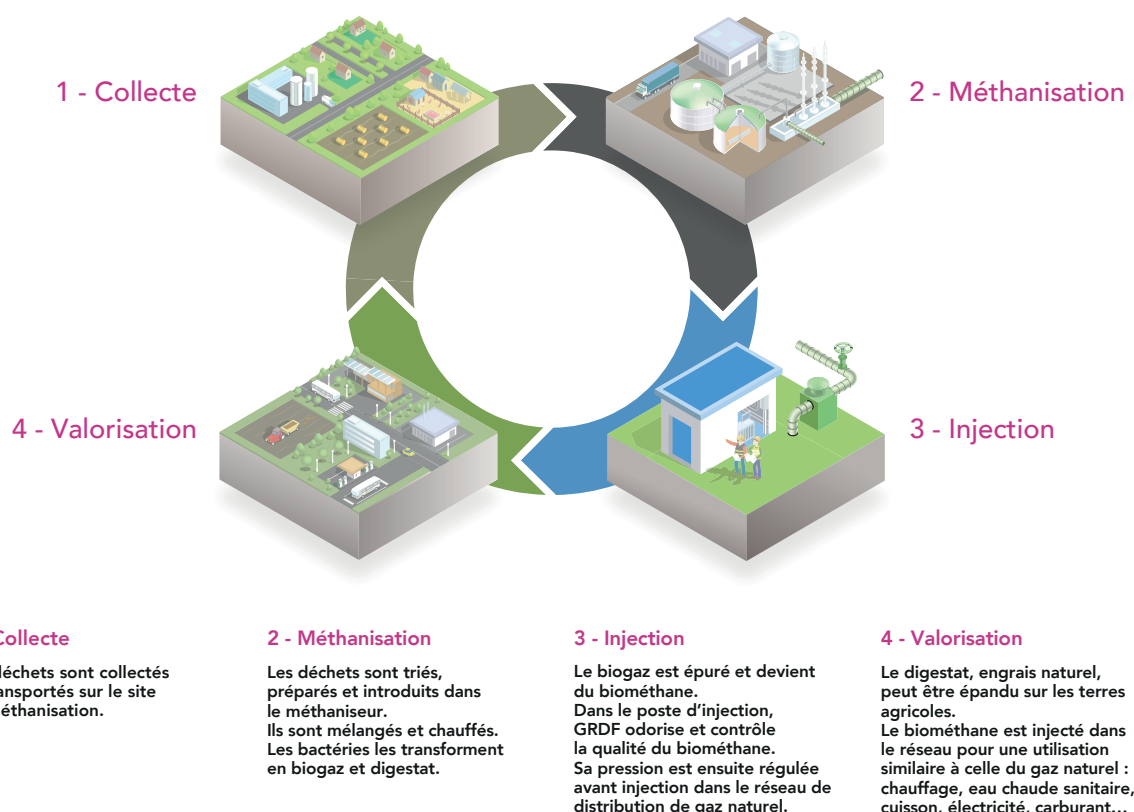 1 - Collecte
2 - Méthanisation
4 - Valorisation
3 - Injection
Collecte
déchets sont collectés
sur le site
méthanisation.
2 - Méthanisation
Les déchets sont triés,
préparés et introduits dans
le méthaniseur.
Ils sont mélangés et chauffés.
Les bactéries les transforment
en biogaz et digestat.
3 - Injection
Le biogaz est épuré et devient
du biométhane.
Dans le poste d’injection,
GRDF odorise et contrôle
la qualité du biométhane.
Sa pression est ensuite régulée
avant injection dans le réseau de
distribution de gaz naturel.
4 - Valorisation
Le digestat, engrais naturel,
peut être épandu sur les terres
agricoles.
Le biométhane est injecté dans
le réseau pour une utilisation
similaire à celle du gaz naturel :
chauffage, eau chaude sanitaire,
cuisson, électricité, carburant…